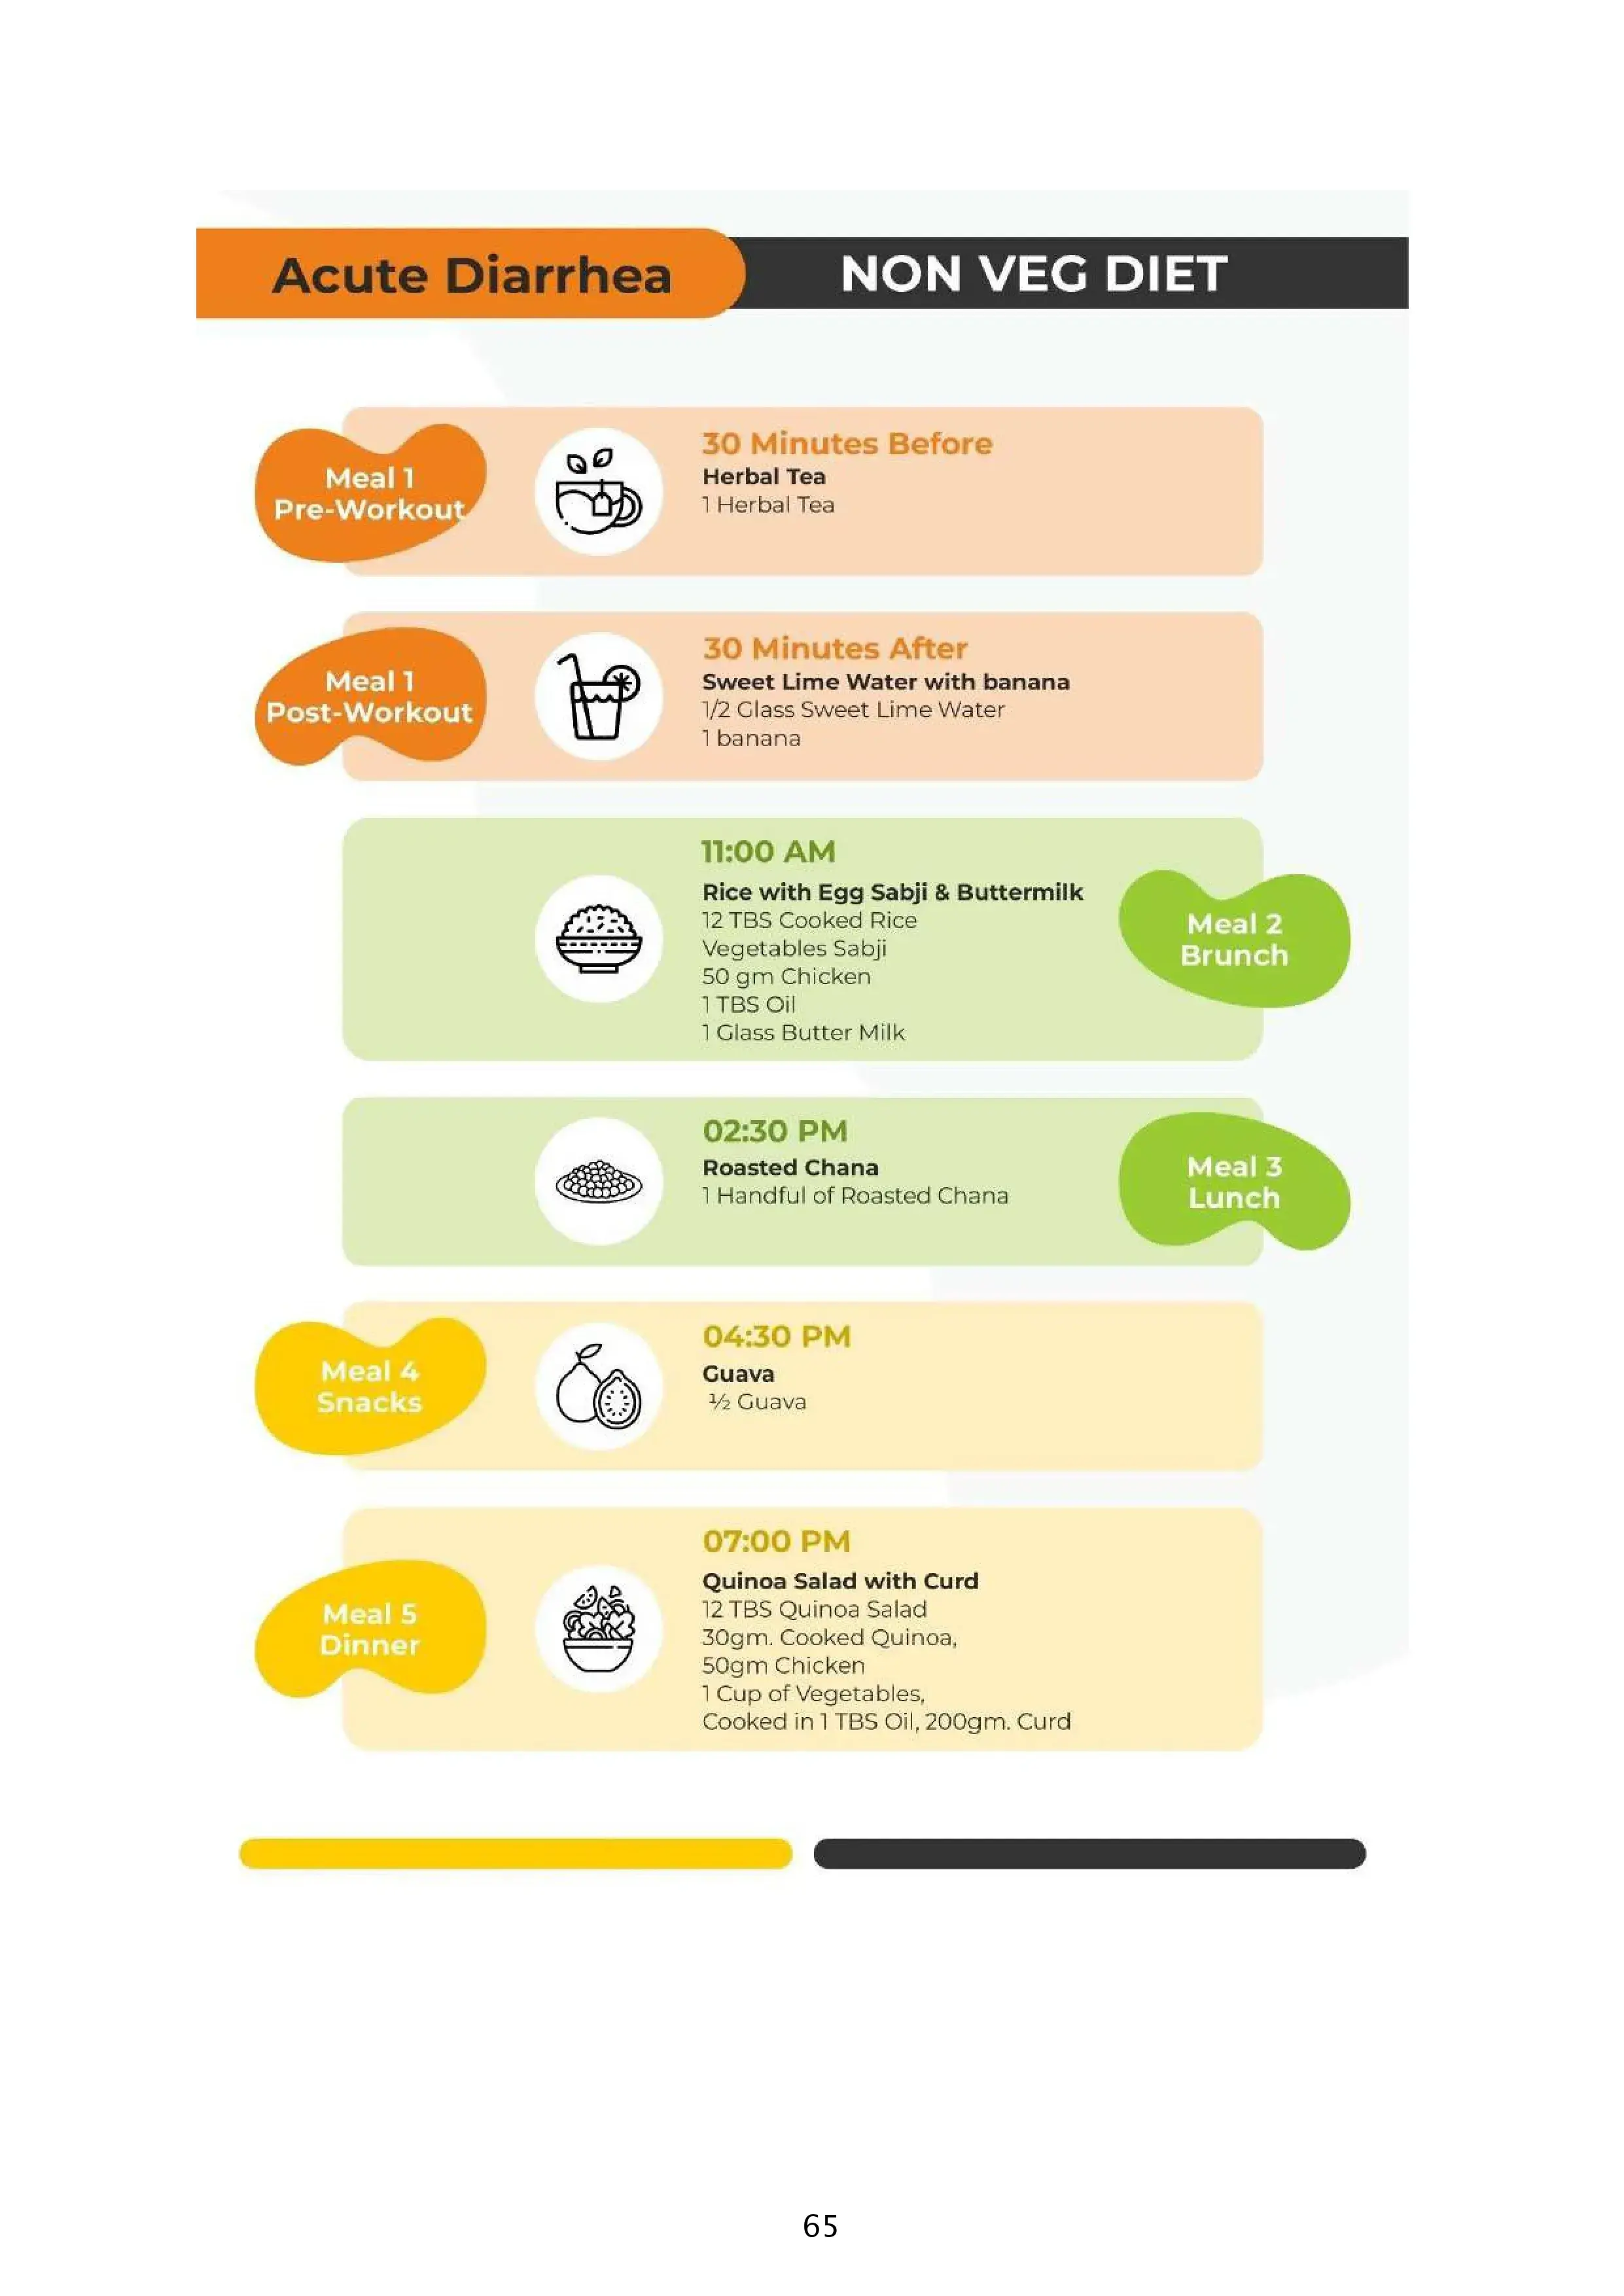 Acute Diarrhea
NON VEG DIET
Meal 1
Pre-Workout
30 Minutes Before
Herbal Tea
1 Herbal Tea
Meal 1
Post-Workout
30 Minutes After
Sweet Lime Water with banana
1/2 Glass Sweet Lime Water
1 banana
11:00 AM
Rice with Egg Sabji & Buttermilk
12 TBS Cooked Rice
Vegetables Sabji
50 gm Chicken
1 TBS Oil
1 Glass Butter Milk
Meal 2
Brunch
02:30 PM
Roasted Chana
1 Handful of Roasted Chana
Meal 3
Lunch
Meal 4
Snacks
04:30 PM
Guava
½ Guava
Meal 5
Dinner
07:00 PM
Quinoa Salad with Curd
12 TBS Quinoa Salad
30gm. Cooked Quinoa,
50gm Chicken
1 Cup of Vegetables,
Cooked in 1 TBS Oil, 200gm. Curd
65